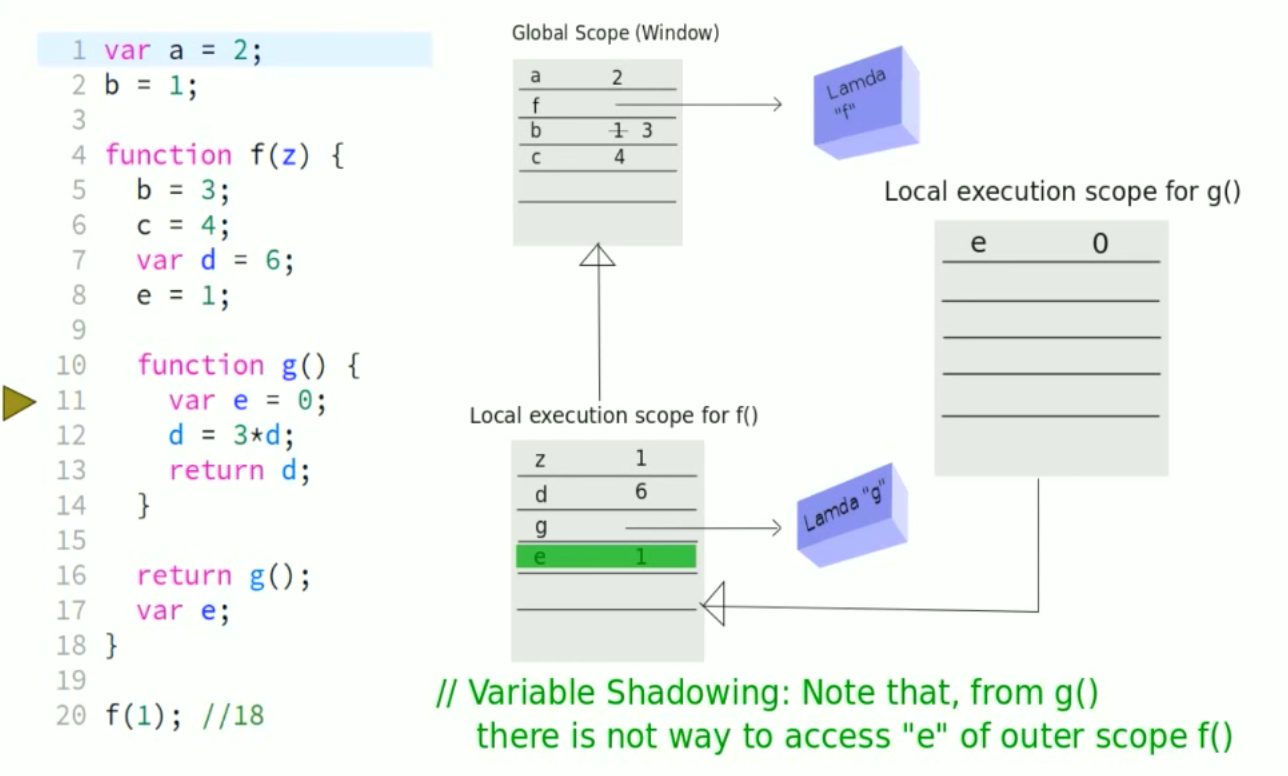 1 var a = 2;
2 b = 1;
3
4 function f(z) {
5 b = 3;
6 c = 4;
7 var d = 6;
8 e = 1;
9
10 function g() {
11 var e = 0;
12 d = 3*d;
13 return d;
14 }
15
16 return g();
17 var e;
18 }
19
20 f(1); //18
Global Scope (Window)
a 2
f
b 1 3
c 4
Lamda
"f"
Local execution scope for g()
e 0
Local execution scope for f()
z 1
d 6
g
e 1
Lamda "g"
// Variable Shadowing: Note that, from g()
there is not way to access "e" of outer scope f()